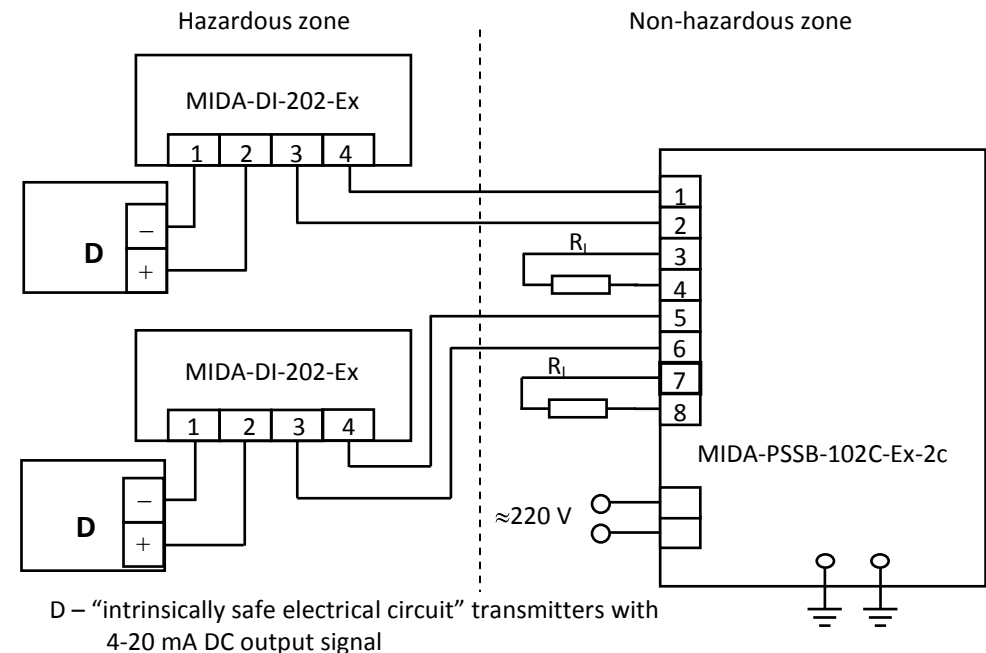 Hazardous zone
Non-hazardous zone
MIDA-DI-202-Ex
1 2 3 4
D
−
+
1
2
3
4
5
6
7
8
RL
MIDA-DI-202-Ex
1 2 3 4
D
−
+
RL
MIDA-PSSB-102C-Ex-2c
≈220 V
D – “intrinsically safe electrical circuit” transmitters with
4-20 mA DC output signal